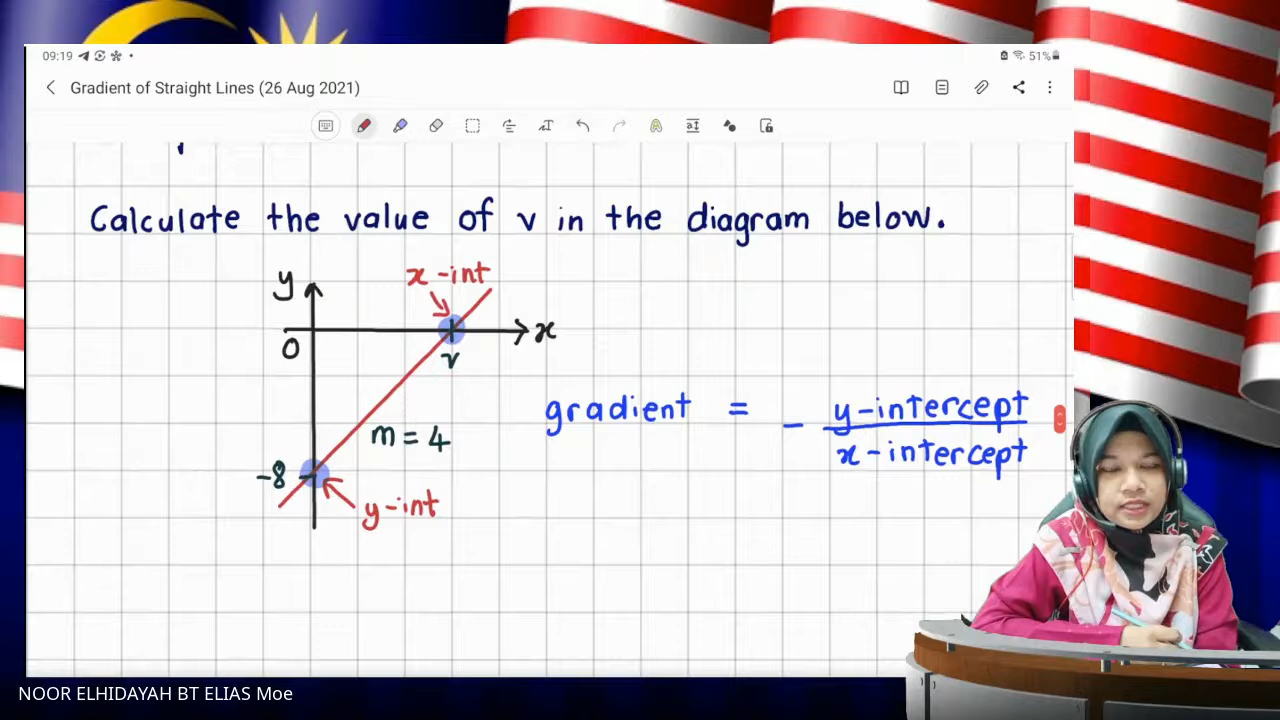 09:19
51%
Gradient of Straight Lines (26 Aug 2021)
Calculate the value of v in the diagram below.
y
x-int
x
0
v
gradient = - y-intercept
x-intercept
m = 4
-8
y-int
NOOR ELHIDAYAH BT ELIAS Moe